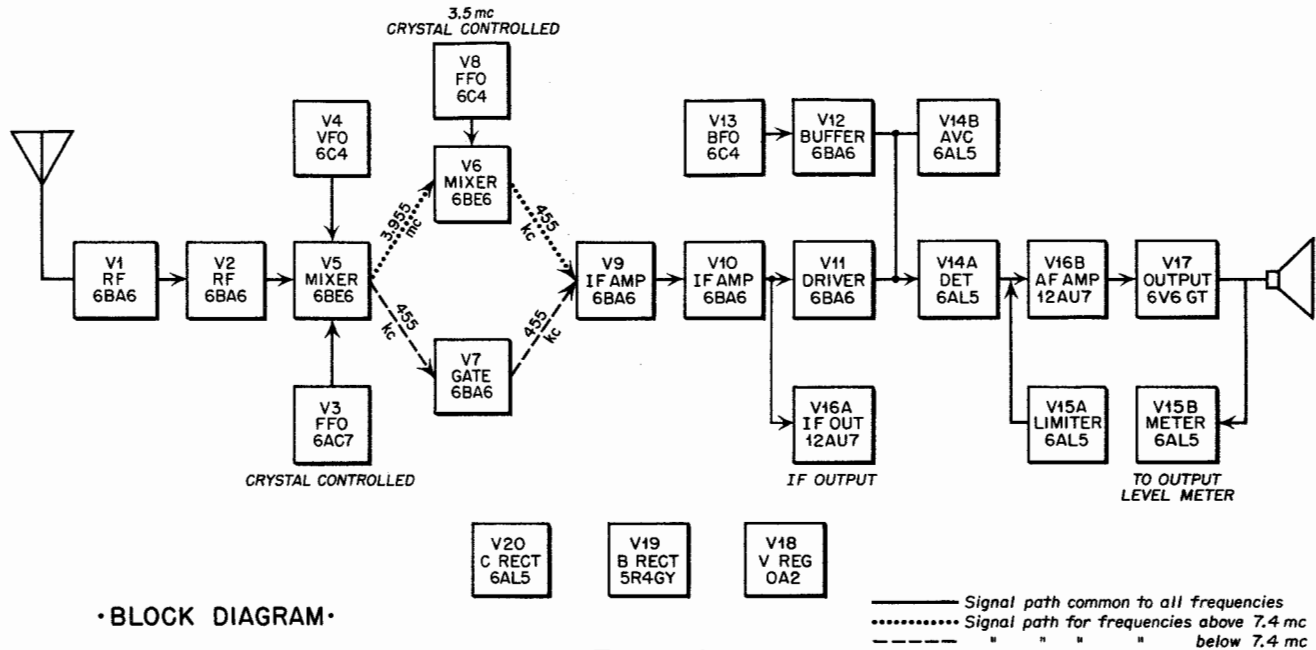 3.5 mc
CRYSTAL CONTROLLED
V8
FFO
6C4
V4
VFO
6C4
V6
MIXER
6BE6
V13
BFO
6C4
V12
BUFFER
6BA6
V14B
AVC
6AL5
3.955
mc
455
kc
V1
RF
6BA6
V2
RF
6BA6
V5
MIXER
6BE6
V9
IF AMP
6BA6
V10
IF AMP
6BA6
V11
DRIVER
6BA6
V14A
DET
6AL5
V16B
AF AMP
12AU7
V17
OUTPUT
6V6 GT
455
kc
455
kc
V7
GATE
6BA6
V3
FFO
6AC7
CRYSTAL CONTROLLED
V16A
IF OUT
12AU7
IF OUTPUT
V15A
LIMITER
6AL5
V15B
METER
6AL5
TO OUTPUT
LEVEL METER
V20
C RECT
6AL5
V19
B RECT
5R4GY
V18
V REG
OA2
·BLOCK DIAGRAM·
Signal path common to all frequencies
Signal path for frequencies above 7.4 mc
" " " " below 7.4 mc